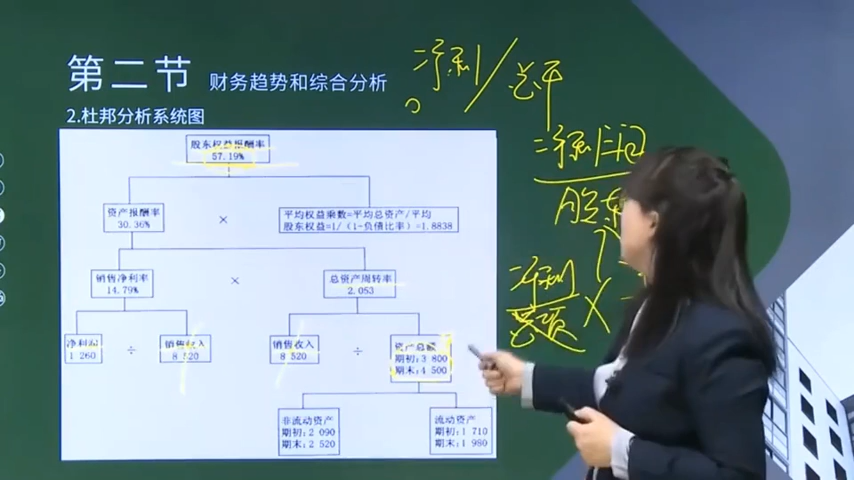 第二节 财务趋势和综合分析
2.杜邦分析系统图
股东权益报酬率
57.19%
资产报酬率
30.36%
×
平均权益乘数=平均总资产/平均
股东权益=1/（1-负债比率）=1.8838
销售净利率
14.79%
×
总资产周转率
2.053
净利润
1 260
÷
销售收入
8 520
销售收入
8 520
÷
资产总额
期初:3 800
期末:4 500
非流动资产
期初:2 090
期末:2 520
流动资产
期初:1 710
期末:1 980
净利/总平
净利润
股东
净利
×